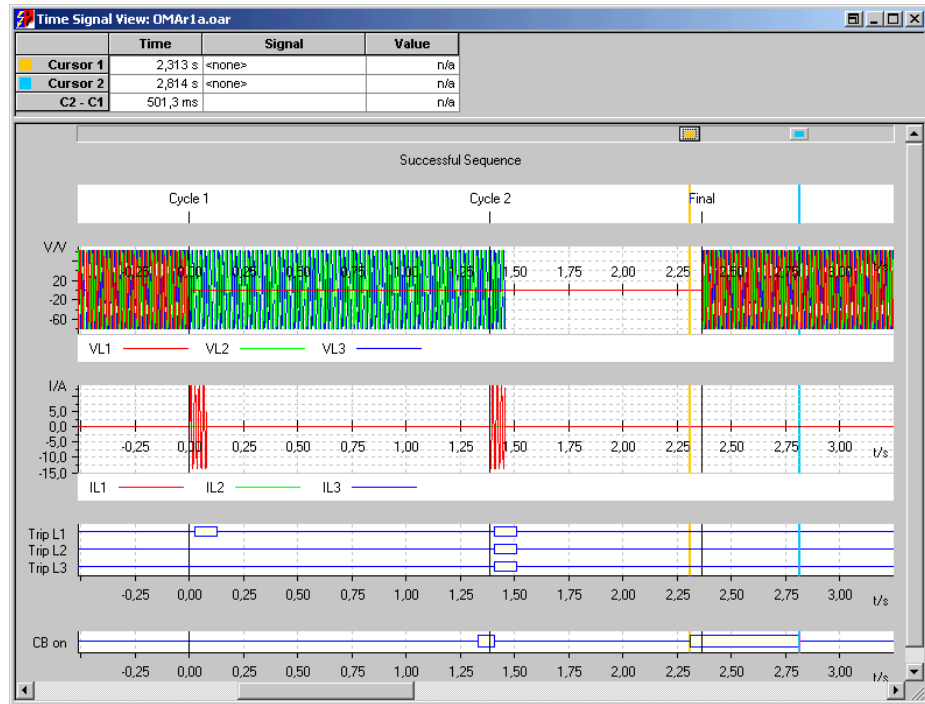 Time Signal View: OMAr1a.oar
Time Signal Value
Cursor 1 2,313 s <none> n/a
Cursor 2 2,814 s <none> n/a
C2 - C1 501,3 ms n/a
Successful Sequence
Cycle 1 Cycle 2 Final
V/V
-0,25 0,00 0,25 0,50 0,75 1,00 1,25 1,50 1,75 2,00 2,25 2,50 2,75 3,00 t/s
20
-20
-60
VL1 VL2 VL3
I/A
5,0
0,0
-5,0
-0,25 0,00 0,25 0,50 0,75 1,00 1,25 1,50 1,75 2,00 2,25 2,50 2,75 3,00 t/s
-10,0
-15,0
IL1 IL2 IL3
Trip L1
Trip L2
Trip L3
-0,25 0,00 0,25 0,50 0,75 1,00 1,25 1,50 1,75 2,00 2,25 2,50 2,75 3,00 t/s
CB on
-0,25 0,00 0,25 0,50 0,75 1,00 1,25 1,50 1,75 2,00 2,25 2,50 2,75 3,00 t/s